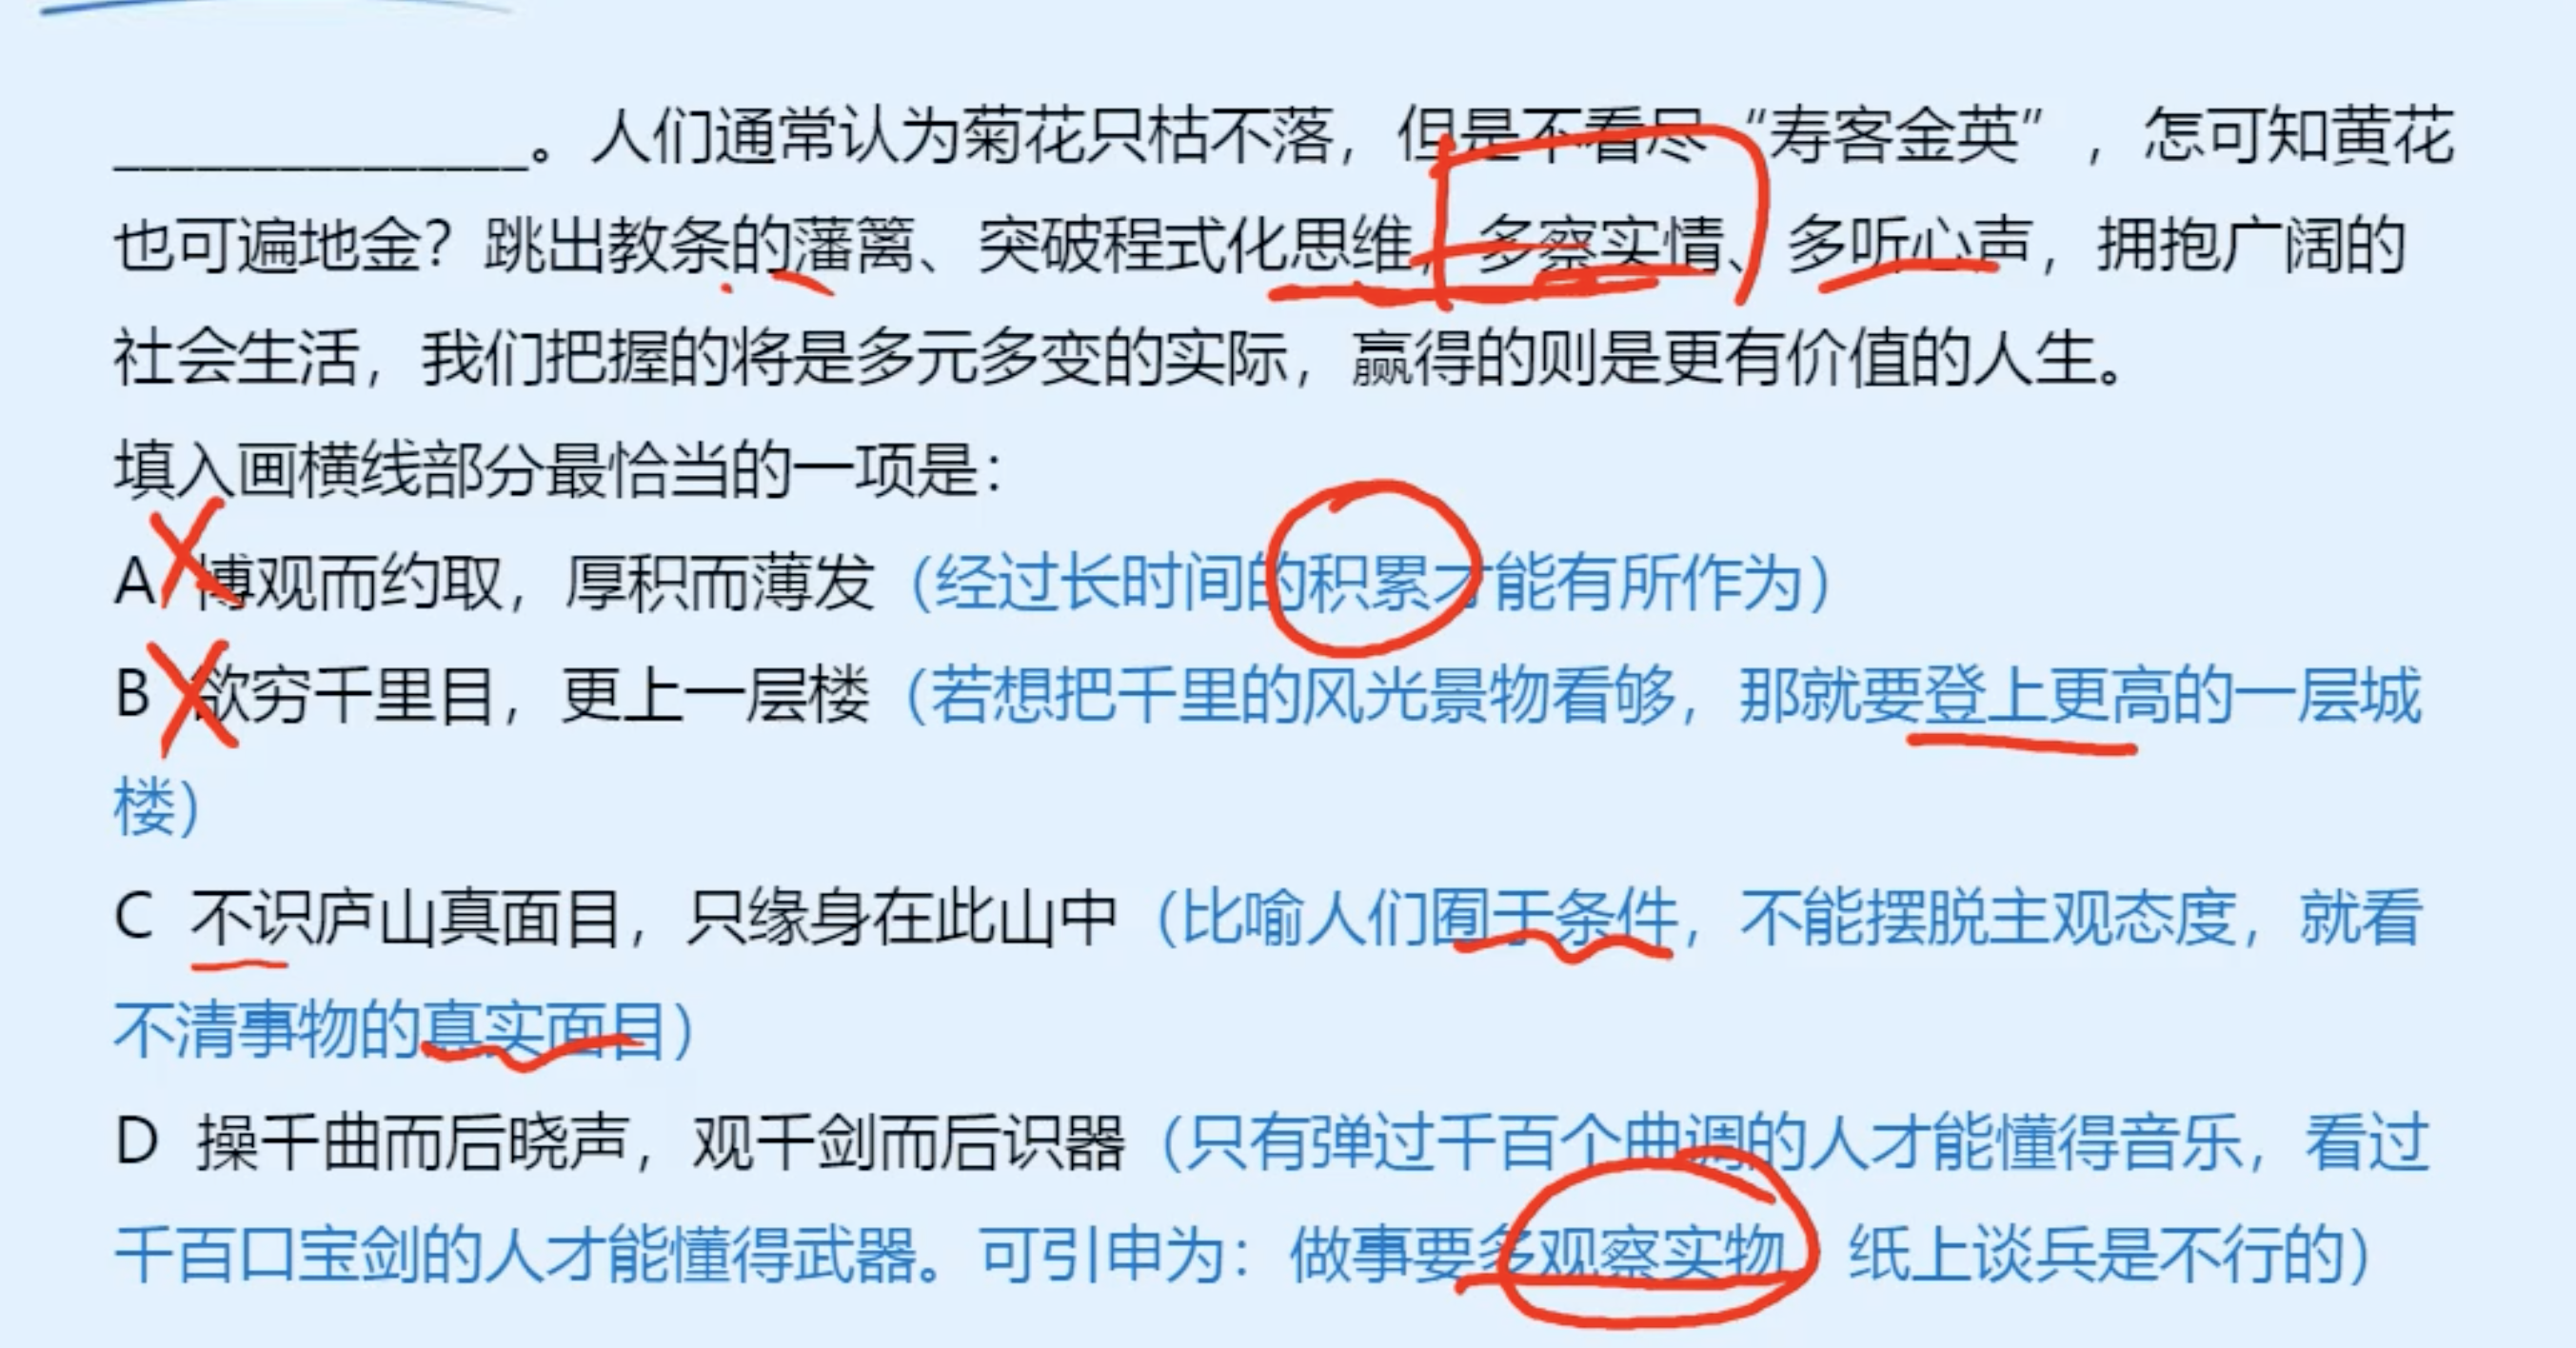 ______________。人们通常认为菊花只枯不落，但是不看尽“寿客金英”，怎可知黄花
也可遍地金？跳出教条的藩篱、突破程式化思维，多察实情、多听心声，拥抱广阔的
社会生活，我们把握的将是多元多变的实际，赢得的则是更有价值的人生。
填入画横线部分最恰当的一项是：
A 博观而约取，厚积而薄发（经过长时间的积累才能有所作为）
B 欲穷千里目，更上一层楼（若想把千里的风光景物看够，那就要登上更高的一层城
楼）
C 不识庐山真面目，只缘身在此山中（比喻人们囿于条件，不能摆脱主观态度，就看
不清事物的真实面目）
D 操千曲而后晓声，观千剑而后识器（只有弹过千百个曲调的人才能懂得音乐，看过
千百口宝剑的人才能懂得武器。可引申为：做事要多观察实物，纸上谈兵是不行的）